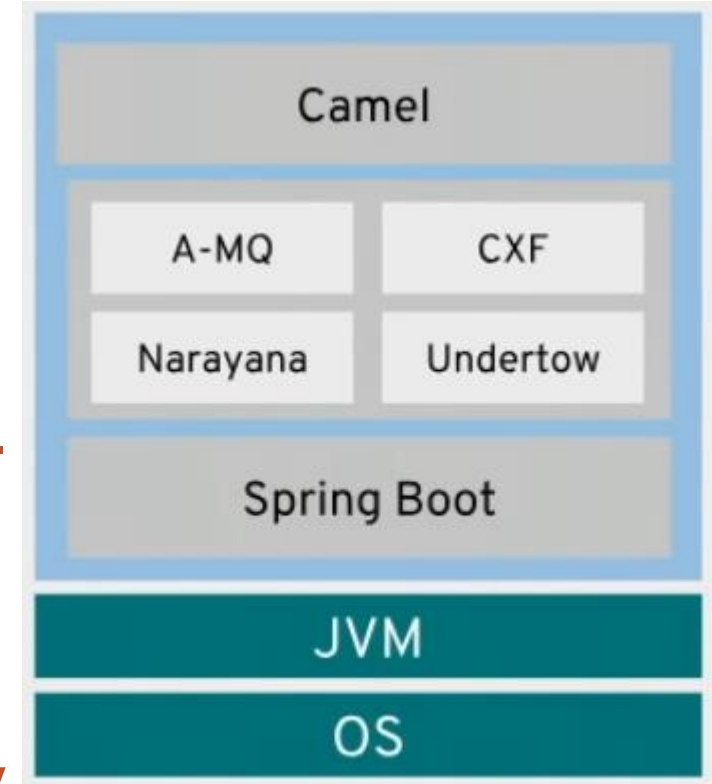 Camel
A-MQ CXF
Narayana Undertow
Spring Boot
JVM
OS